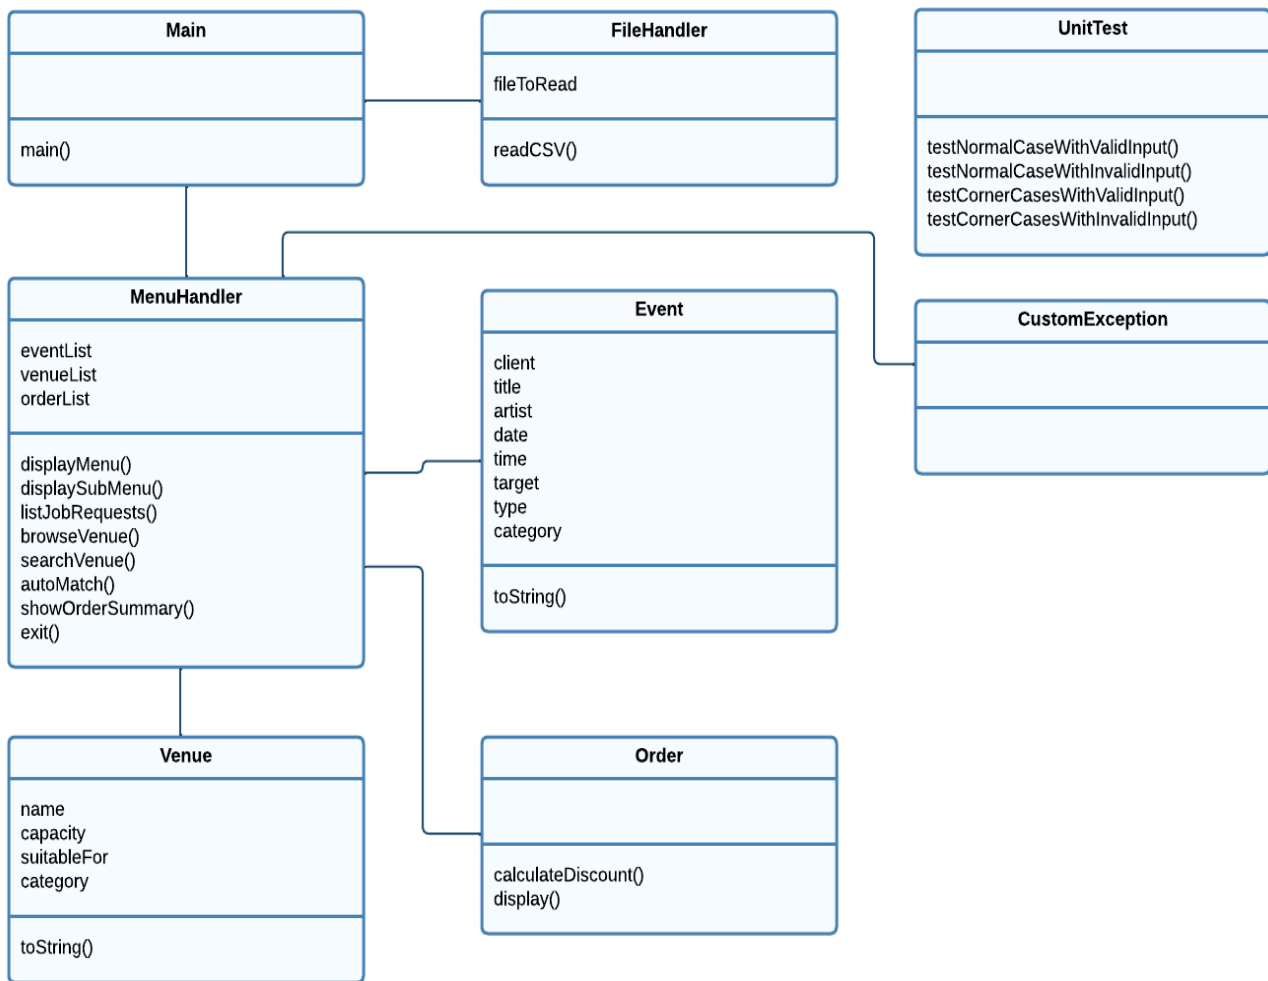 Main
main()
FileHandler
fileToRead
readCSV()
UnitTest
testNormalCaseWithValidInput()
testNormalCaseWithInvalidInput()
testCornerCasesWithValidInput()
testCornerCasesWithInvalidInput()
MenuHandler
eventList
venueList
orderList
displayMenu()
displaySubMenu()
listJobRequests()
browseVenue()
searchVenue()
autoMatch()
showOrderSummary()
exit()
Event
client
title
artist
date
time
target
type
category
toString()
CustomException
Venue
name
capacity
suitableFor
category
toString()
Order
calculateDiscount()
display()